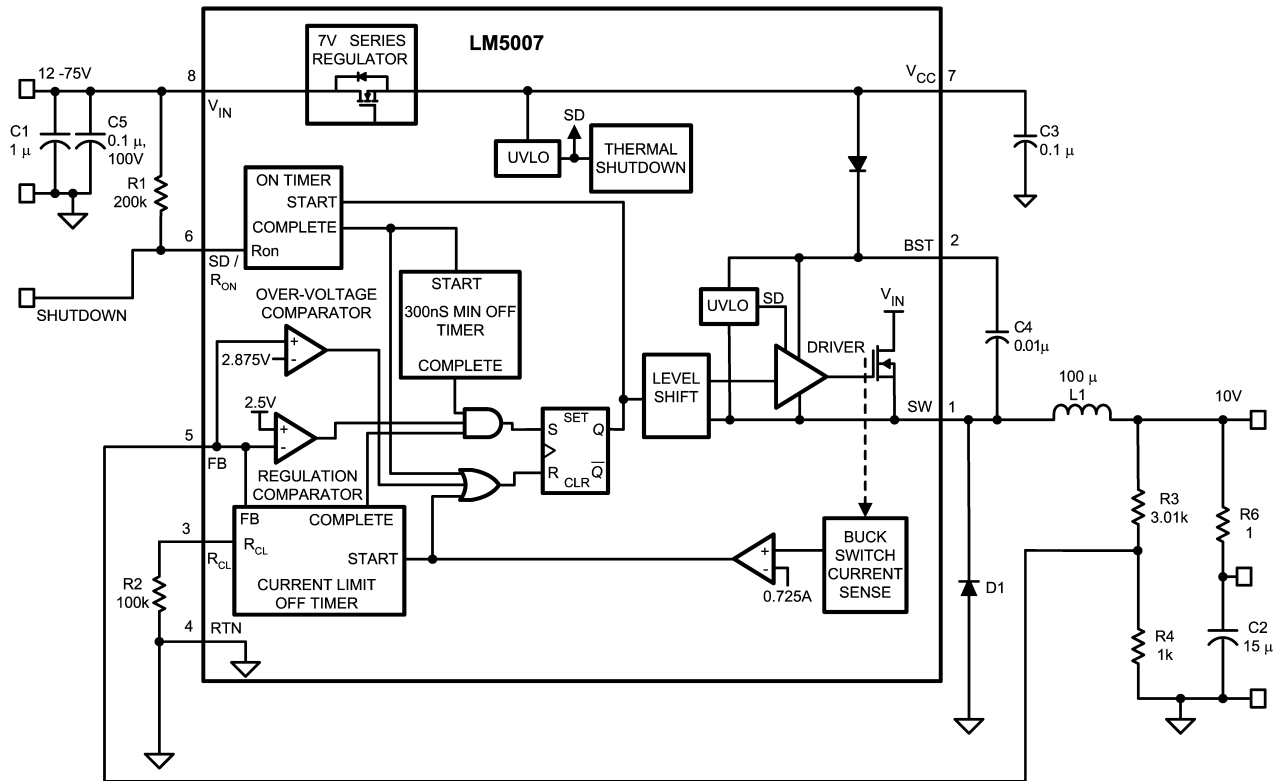 LM5007
7V SERIES
REGULATOR
12 -75V
8
V_IN
V_CC
7
C1
1 μ
C5
0.1 μ,
100V
R1
200k
SD
UVLO
THERMAL
SHUTDOWN
C3
0.1 μ
ON TIMER
START
COMPLETE
Ron
6
SD /
R_ON
SHUTDOWN
BST
2
START
300nS MIN OFF
TIMER
COMPLETE
OVER-VOLTAGE
COMPARATOR
+
-
2.875V
UVLO
SD
V_IN
DRIVER
C4
0.01μ
LEVEL
SHIFT
SW
1
100 μ
L1
10V
2.5V
+
-
5
FB
REGULATION
COMPARATOR
S
SET
Q
R
CLR
Q̅
FB
COMPLETE
3
R_CL
R_CL
START
CURRENT LIMIT
OFF TIMER
R2
100k
4
RTN
+
-
0.725A
BUCK
SWITCH
CURRENT
SENSE
D1
R3
3.01k
R6
1
R4
1k
C2
15 μ